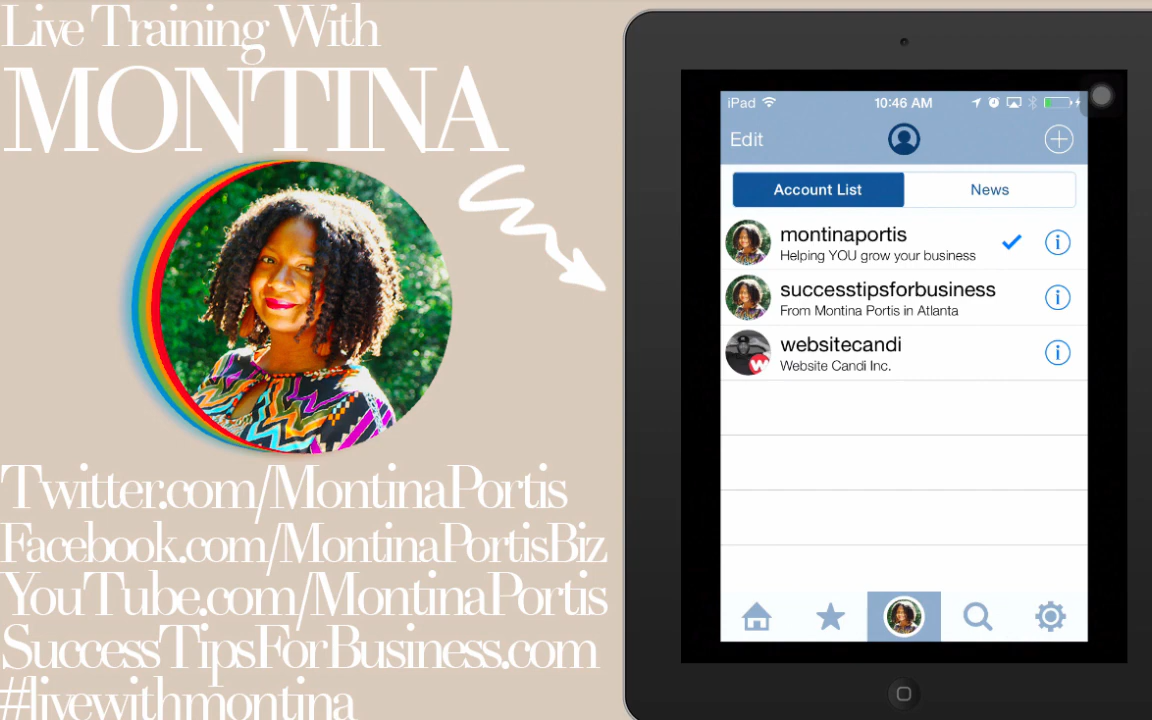 Live Training With
MONTINA
Twitter.com/MontinaPortis
Facebook.com/MontinaPortisBiz
YouTube.com/MontinaPortis
SuccessTipsForBusiness.com
#livewithmontina
iPad 10:46 AM
Edit
Account List News
montinaportis
Helping YOU grow your business
successtipsforbusiness
From Montina Portis in Atlanta
websitecandi
Website Candi Inc.